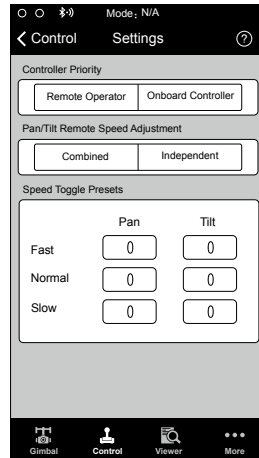 Mode: N/A
Control Settings ?
Controller Priority
Remote Operator Onboard Controller
Pan/Tilt Remote Speed Adjustment
Combined Independent
Speed Toggle Presets
Pan Tilt
Fast 0 0
Normal 0 0
Slow 0 0
Gimbal Control Viewer More